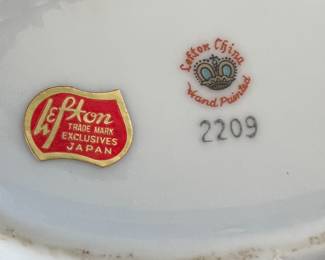 Lefton China
Hand Painted
2209
Lefton
TRADE MARK
EXCLUSIVES
JAPAN